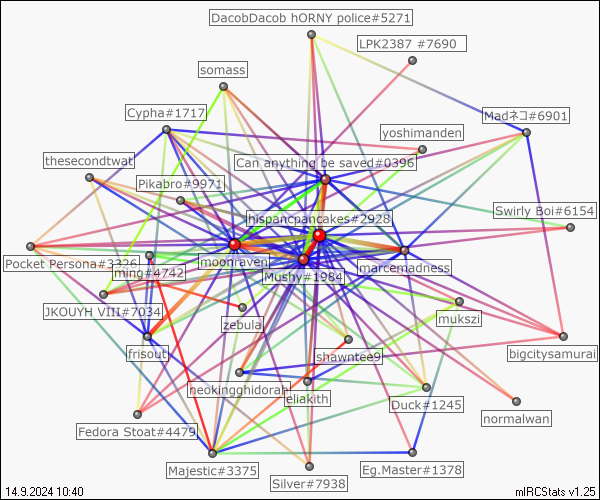 DacobDacob hORNY police#5271
LPK2387 #7690
somass
Cypha#1717
Madネコ#6901
yoshimanden
thesecondtwat
Can anything be saved#0396
Pikabro#9971
hispancpancakes#2928
Swirly Boi#6154
Pocket Persona#3326
moonraven
marcemadness
ming#4742
Mushy#1984
JKOUYH VIII#7034
zebula
mukszi
frisout
shawntee9
bigcitysamurai
neokingghidorah
eliakith
Duck#1245
normalwan
Fedora Stoat#4479
Majestic#3375
Eg.Master#1378
Silver#7938
14.9.2024 10:40
mIRCStats v1.25